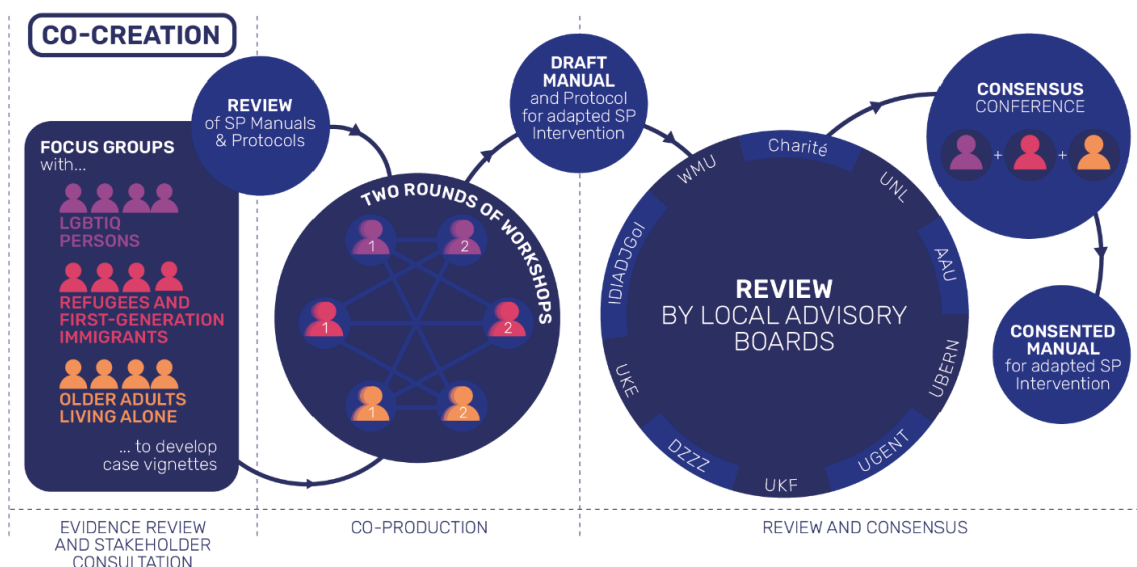 CO-CREATION
FOCUS GROUPS
with...
LGBTIQ
PERSONS
REFUGEES AND
FIRST-GENERATION
IMMIGRANTS
OLDER ADULTS
LIVING ALONE
... to develop
case vignettes
REVIEW
of SP Manuals
& Protocols
TWO ROUNDS OF WORKSHOPS
1
2
1
2
1
2
DRAFT
MANUAL
and Protocol
for adapted SP
Intervention
REVIEW
BY LOCAL ADVISORY
BOARDS
Charité
UNL
AAU
UBERN
UGENT
UKF
DZZZ
UKE
IDIADJGol
WMU
CONSENSUS
CONFERENCE
+ +
CONSENTED
MANUAL
for adapted SP
Intervention
EVIDENCE REVIEW
AND STAKEHOLDER
CONSULTATION
CO-PRODUCTION
REVIEW AND CONSENSUS